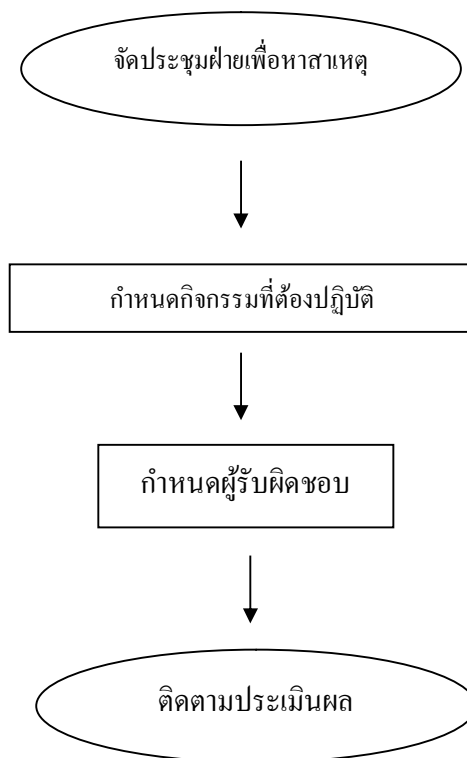 จัดประชุมฝ่ายเพื่อหาสาเหตุ
กำหนดกิจกรรมที่ต้องปฏิบัติ
กำหนดผู้รับผิดชอบ
ติดตามประเมินผล